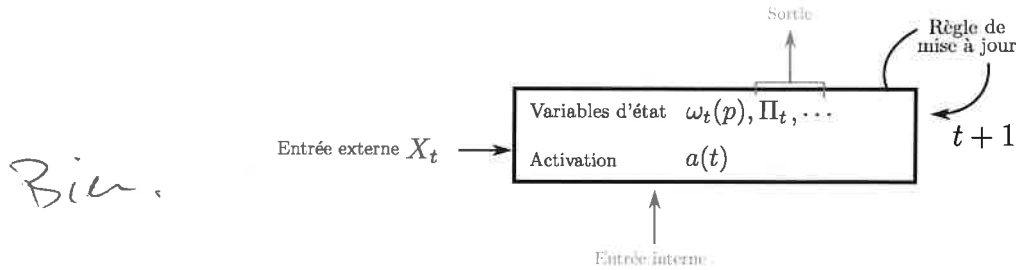 Sortie
Règle de
mise à jour
Variables d'état ω_t(p), Π_t, ⋯
t + 1
Entrée externe X_t
Activation a(t)
Bien.
Entrée interne